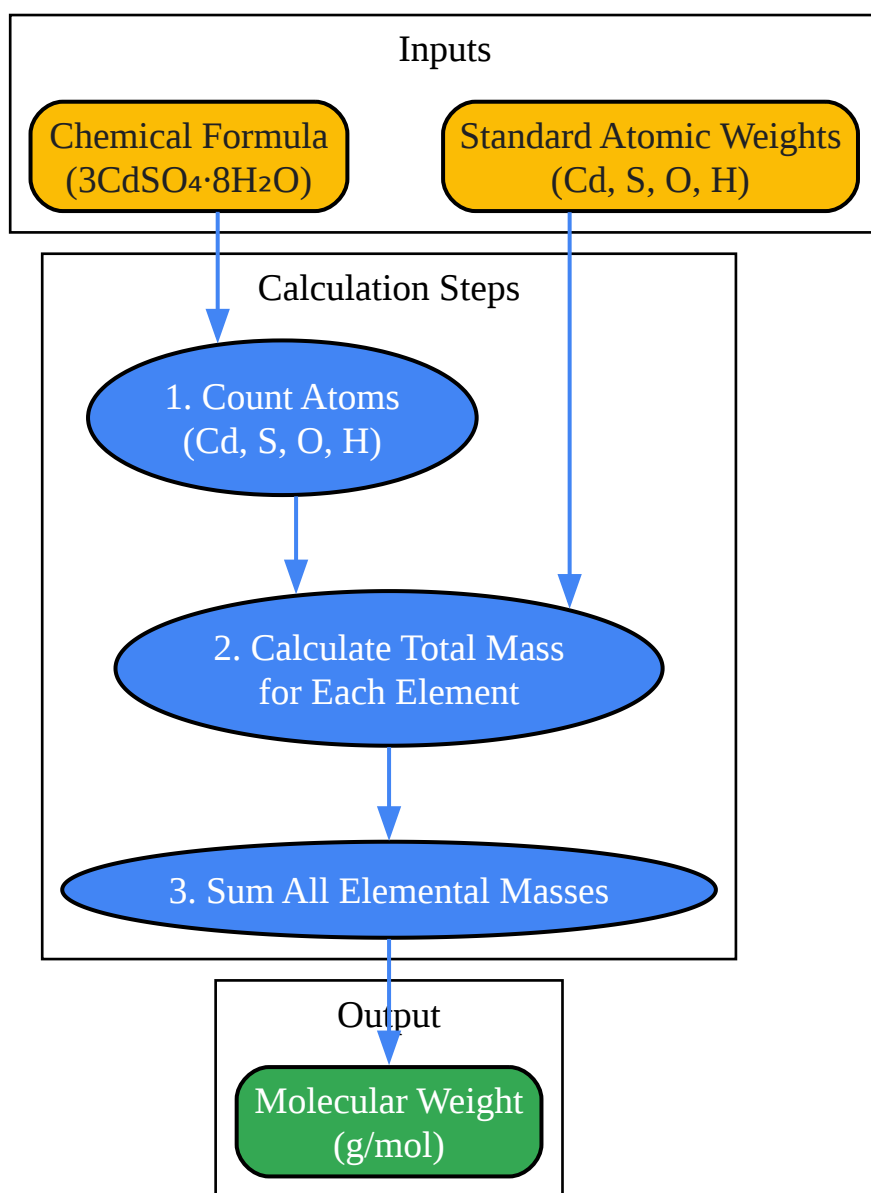 Inputs
Chemical Formula
(3CdSO₄·8H₂O)
Standard Atomic Weights
(Cd, S, O, H)
Calculation Steps
1. Count Atoms
(Cd, S, O, H)
2. Calculate Total Mass
for Each Element
3. Sum All Elemental Masses
Output
Molecular Weight
(g/mol)